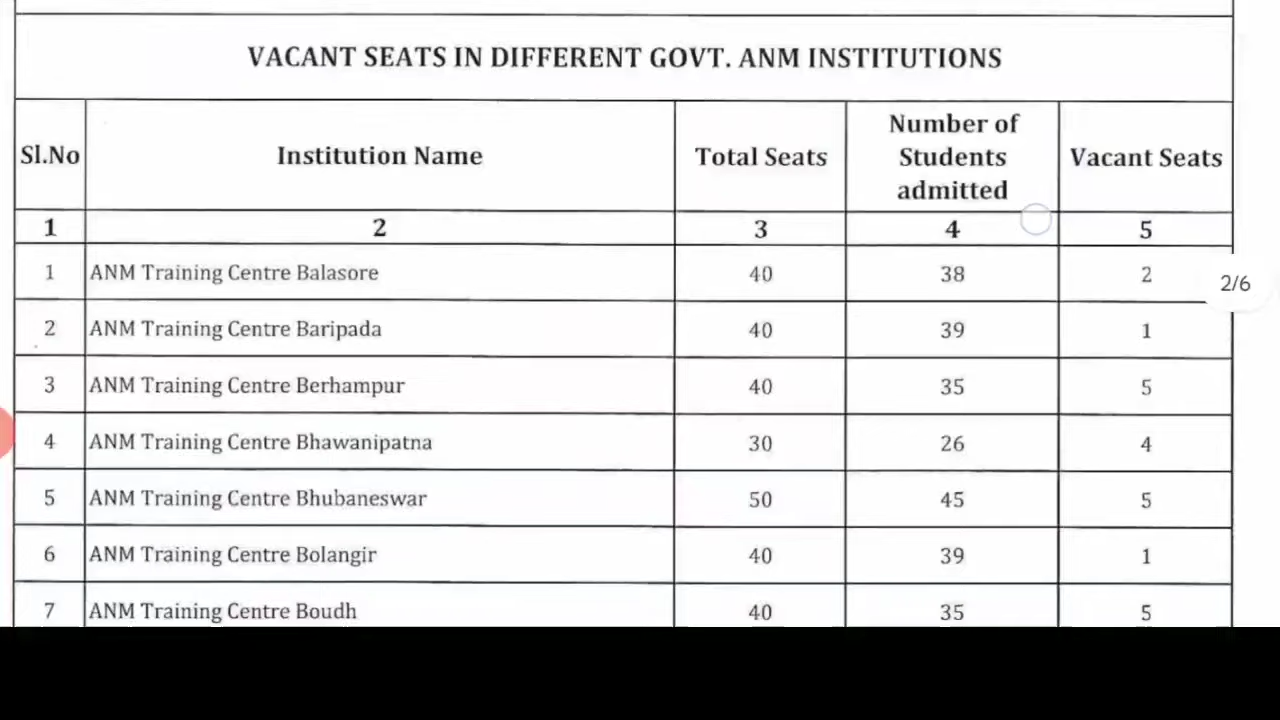 VACANT SEATS IN DIFFERENT GOVT. ANM INSTITUTIONS
Sl.No Institution Name Total Seats Number of Students admitted Vacant Seats
1 2 3 4 5
1 ANM Training Centre Balasore 40 38 2
2/6
2 ANM Training Centre Baripada 40 39 1
3 ANM Training Centre Berhampur 40 35 5
4 ANM Training Centre Bhawanipatna 30 26 4
5 ANM Training Centre Bhubaneswar 50 45 5
6 ANM Training Centre Bolangir 40 39 1
7 ANM Training Centre Boudh 40 35 5